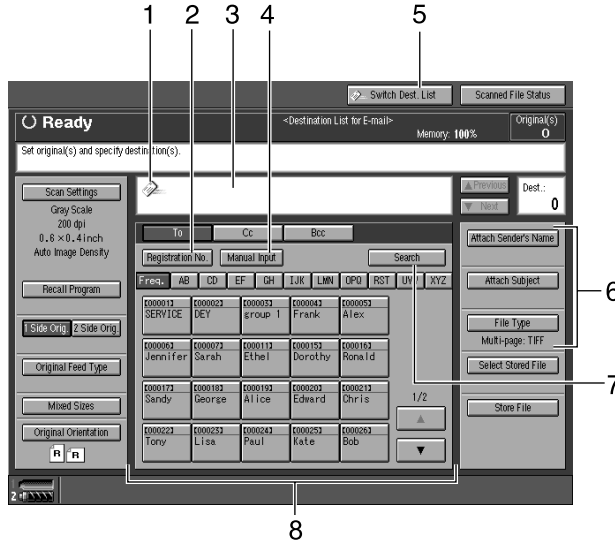 1 2 3 4 5
Switch Dest. List Scanned File Status
Ready <Destination List for E-mail> Memory: 100% Original(s) 0
Set original(s) and specify destination(s).
Scan Settings ▲Previous Dest.:
Gray Scale ▼ Next 0
200 dpi
0.6×0.4inch
Auto Image Density
To Cc Bcc Attach Sender's Name
Registration No. Manual Input Search
Recall Program
Freq. AB CD EF GH IJK LMN OPQ RST UVW XYZ Attach Subject 6
[00001] [00002] [00003] [00004] [00005]
SERVICE DEY group 1 Frank Alex
1 Side Orig. 2 Side Orig. File Type
Multi-page: TIFF
[00006] [00007] [00011] [00015] [00016]
Jennifer Sarah Ethel Dorothy Ronald
Original Feed Type Select Stored File 7
[00017] [00018] [00019] [00020] [00021]
Sandy George Alice Edward Chris 1/2
Mixed Sizes Store File
▲
Original Orientation
[00022] [00023] [00024] [00025] [00026]
Tony Lisa Paul Kate Bob ▼
R R
2
8